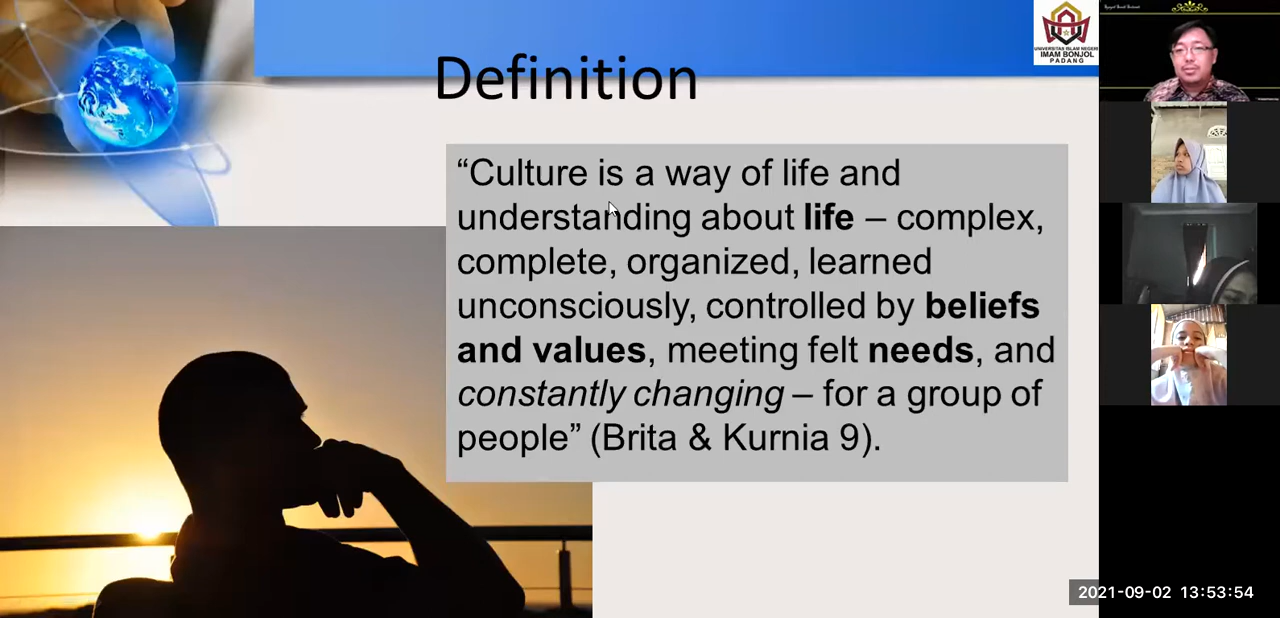 Definition
“Culture is a way of life and
understanding about life – complex,
complete, organized, learned
unconsciously, controlled by beliefs
and values, meeting felt needs, and
constantly changing – for a group of
people” (Brita & Kurnia 9).
UNIVERSITAS ISLAM NEGERI
IMAM BONJOL
PADANG
2021-09-02 13:53:54